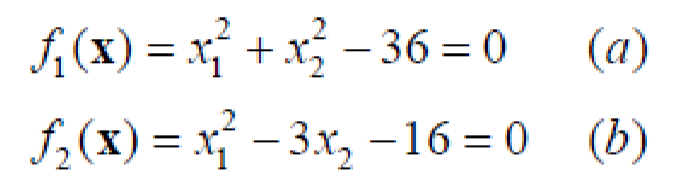 f₁(𝐱) = x₁² + x₂² − 36 = 0 (a)
f₂(𝐱) = x₁² − 3x₂ − 16 = 0 (b)